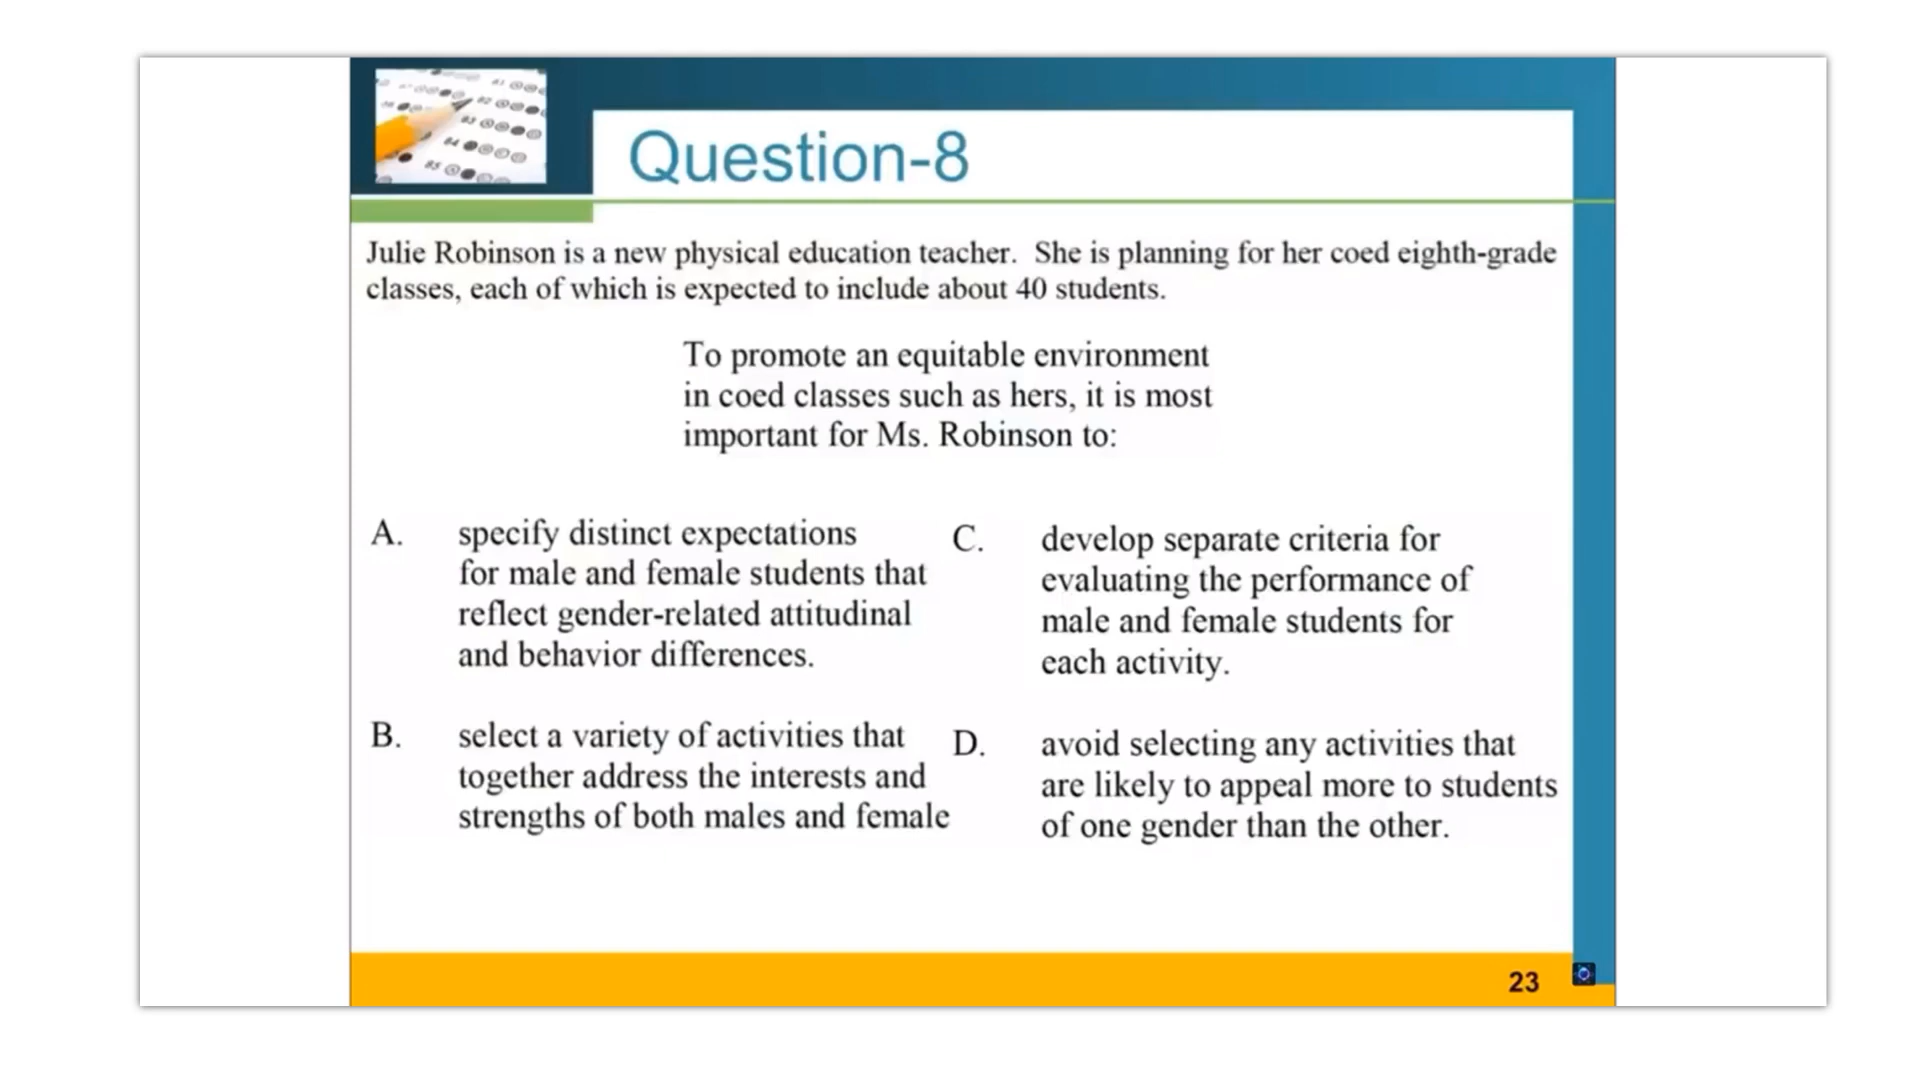 Question-8
Julie Robinson is a new physical education teacher. She is planning for her coed eighth-grade
classes, each of which is expected to include about 40 students.
To promote an equitable environment
in coed classes such as hers, it is most
important for Ms. Robinson to:
A. specify distinct expectations
for male and female students that
reflect gender-related attitudinal
and behavior differences.
B. select a variety of activities that
together address the interests and
strengths of both males and female
C. develop separate criteria for
evaluating the performance of
male and female students for
each activity.
D. avoid selecting any activities that
are likely to appeal more to students
of one gender than the other.
23
82
83
84
85